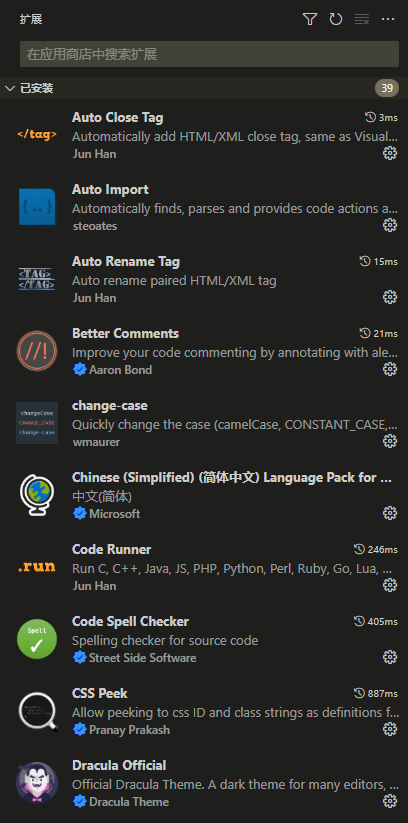 扩展
在应用商店中搜索扩展
已安装 39
</tag>
Auto Close Tag 3ms
Automatically add HTML/XML close tag, same as Visual...
Jun Han
{..}
Auto Import
Automatically finds, parses and provides code actions a...
steoates
<TAG>
</TAG>
Auto Rename Tag 15ms
Auto rename paired HTML/XML tag
Jun Han
//!
Better Comments 21ms
Improve your code commenting by annotating with ale...
Aaron Bond
changeCase
CHANGE_CASE
change-case
change-case
Quickly change the case (camelCase, CONSTANT_CASE,...
wmaurer
Chinese (Simplified) (简体中文) Language Pack for ...
中文(简体)
Microsoft
.run
Code Runner 246ms
Run C, C++, Java, JS, PHP, Python, Perl, Ruby, Go, Lua, ...
Jun Han
Spell
Code Spell Checker 405ms
Spelling checker for source code
Street Side Software
CSS Peek 887ms
Allow peeking to css ID and class strings as definitions f...
Pranay Prakash
Dracula Official
Official Dracula Theme. A dark theme for many editors, ...
Dracula Theme